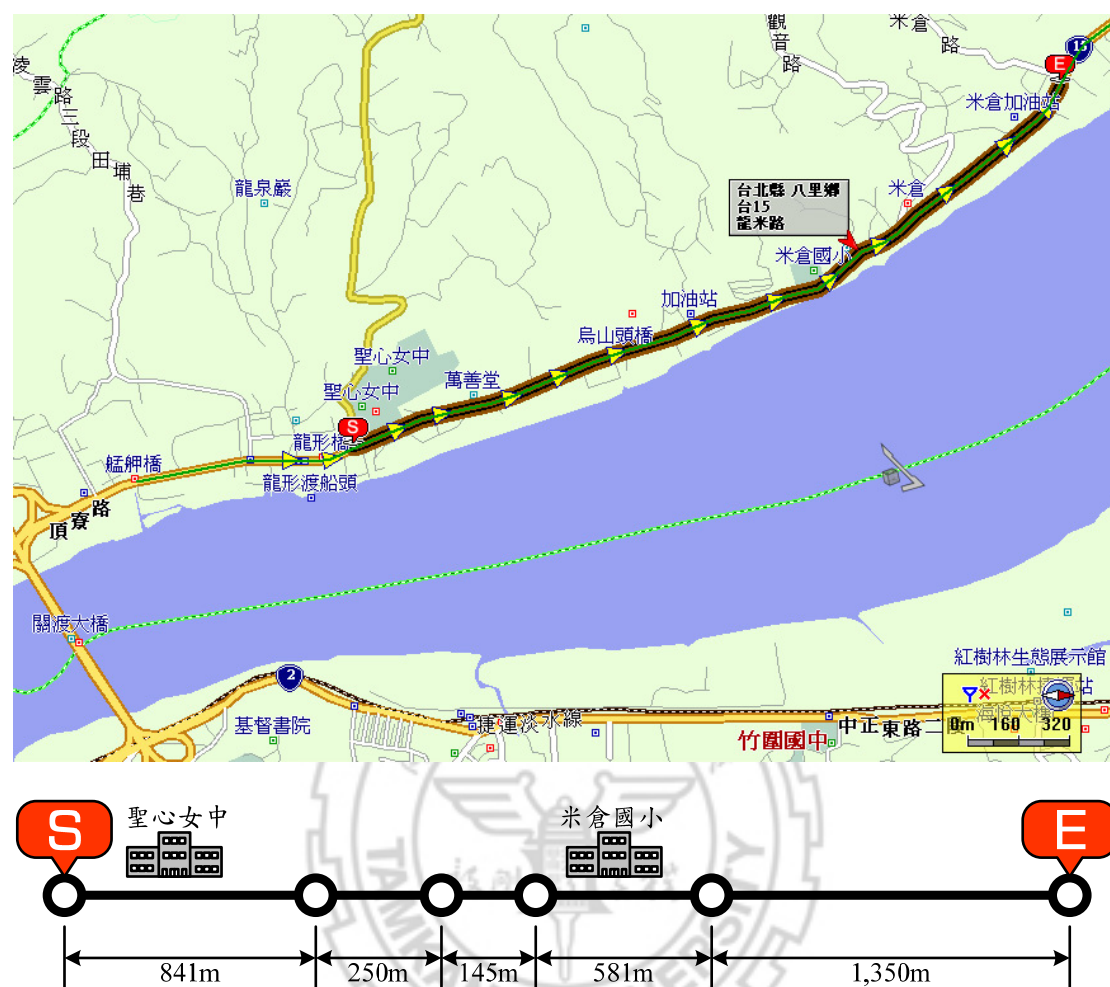 觀音路
米倉路
15
E
凌雲路三段
田埔巷
米倉加油站
龍泉巖
台北縣 八里鄉
台15
龍米路
米倉
米倉國小
加油站
烏山頭橋
聖心女中
萬善堂
聖心女中
S
龍形橋
艋舺橋
龍形渡船頭
頂寮路
關渡大橋
紅樹林生態展示館
2
基督書院
捷運淡水線
竹圍國中
中正東路二段
0m 160 320
S
聖心女中
米倉國小
E
841m
250m
145m
581m
1,350m